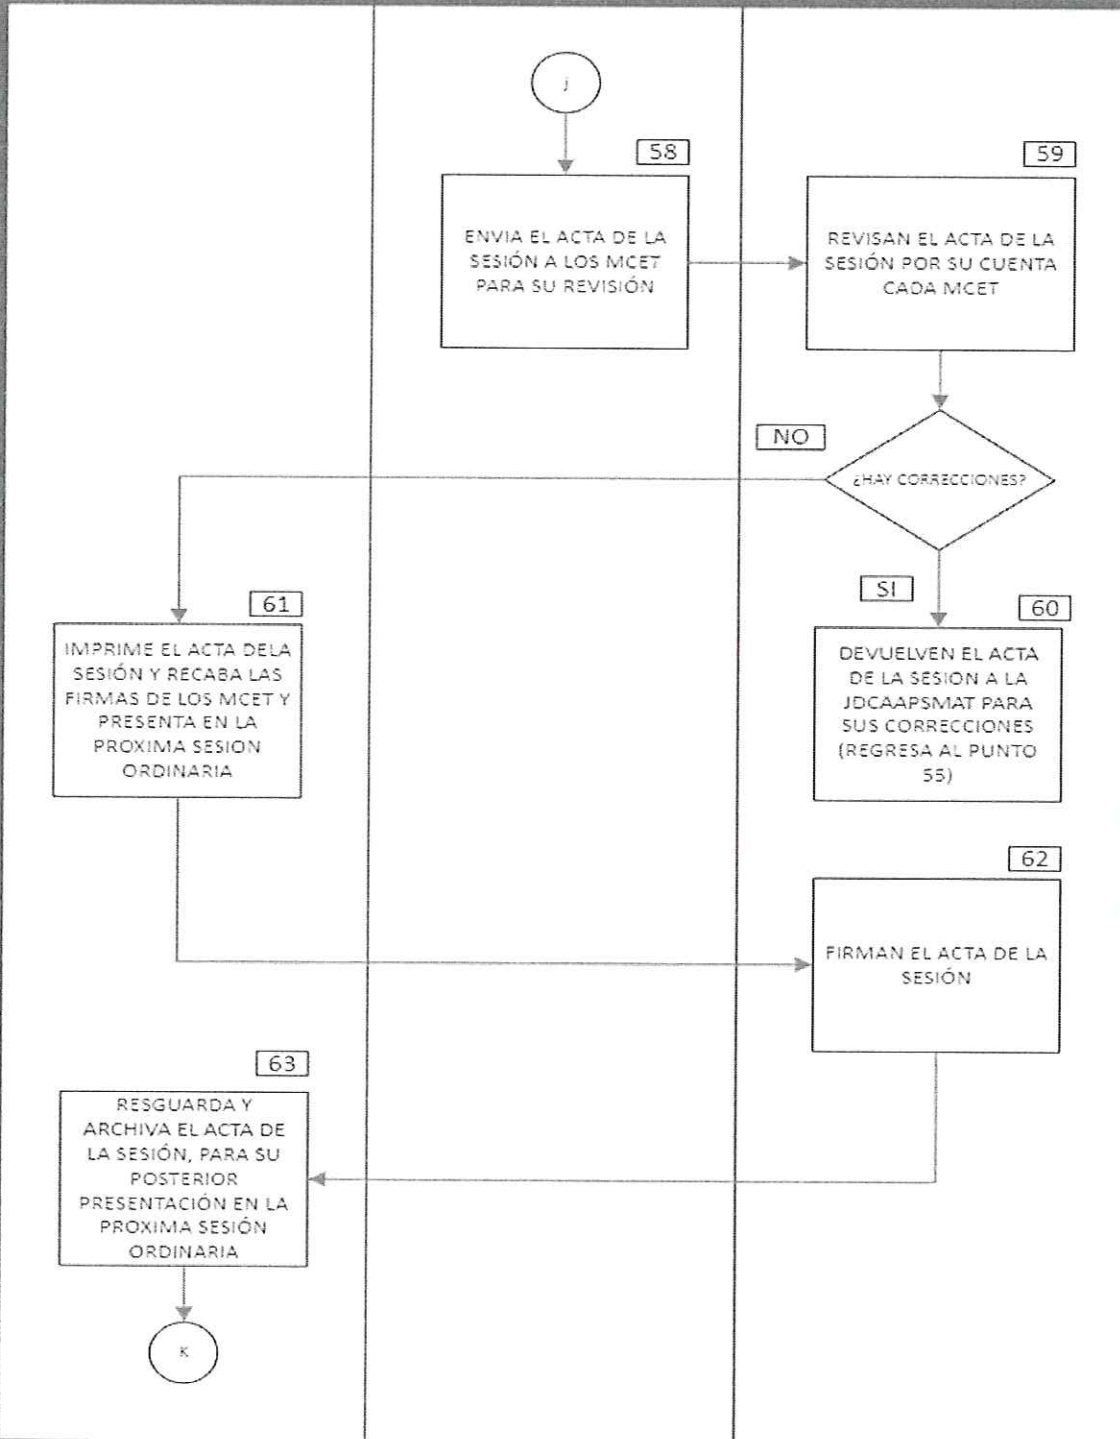 j
58
ENVIA EL ACTA DE LA
SESIÓN A LOS MCET
PARA SU REVISIÓN
59
REVISAN EL ACTA DE LA
SESIÓN POR SU CUENTA
CADA MCET
NO
¿HAY CORRECCIONES?
SI
60
DEVUELVEN EL ACTA
DE LA SESION A LA
JDCAAPSMAT PARA
SUS CORRECCIONES
(REGRESA AL PUNTO
55)
61
IMPRIME EL ACTA DELA
SESIÓN Y RECABA LAS
FIRMAS DE LOS MCET Y
PRESENTA EN LA
PROXIMA SESION
ORDINARIA
62
FIRMAN EL ACTA DE LA
SESIÓN
63
RESGUARDA Y
ARCHIVA EL ACTA DE
LA SESIÓN, PARA SU
POSTERIOR
PRESENTACIÓN EN LA
PROXIMA SESIÓN
ORDINARIA
K